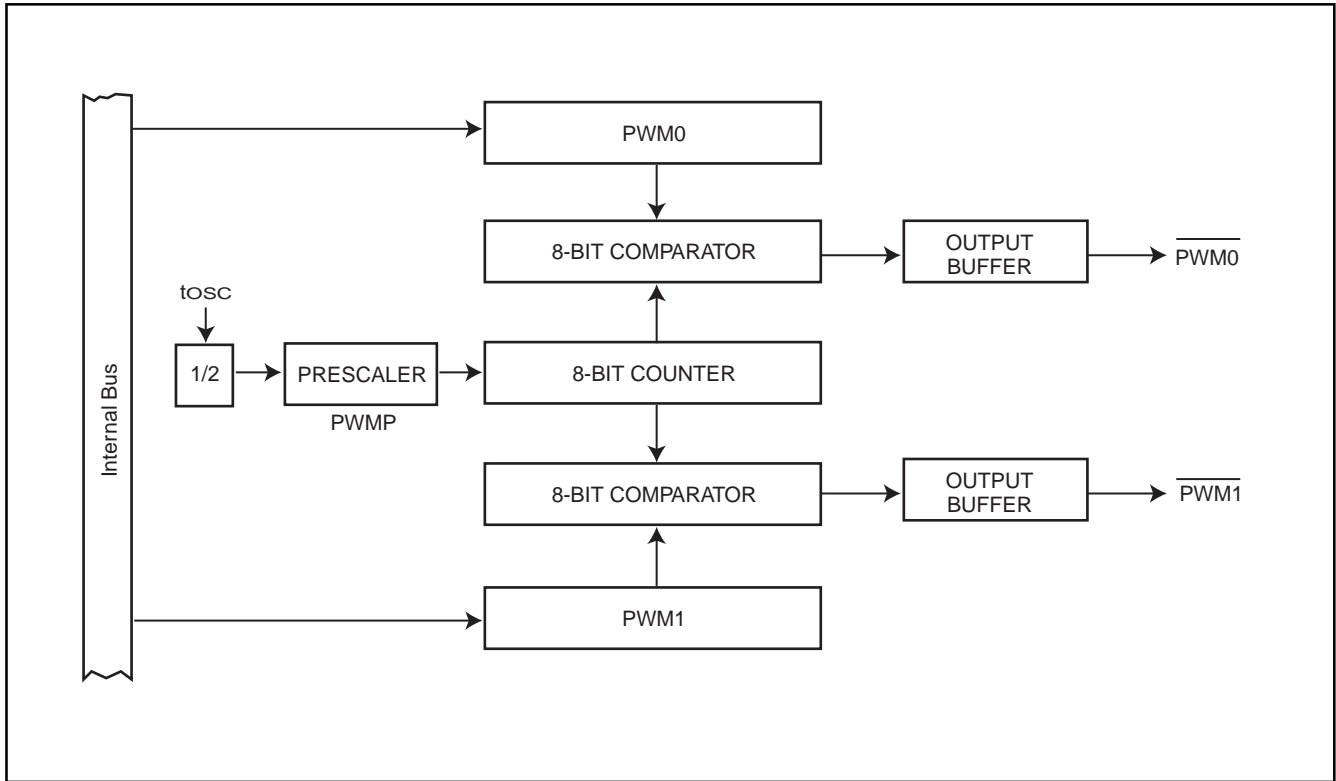 PWM0
8-BIT COMPARATOR
OUTPUT
BUFFER
PWM0
tosc
1/2
PRESCALER
8-BIT COUNTER
PWMP
Internal Bus
8-BIT COMPARATOR
OUTPUT
BUFFER
PWM1
PWM1